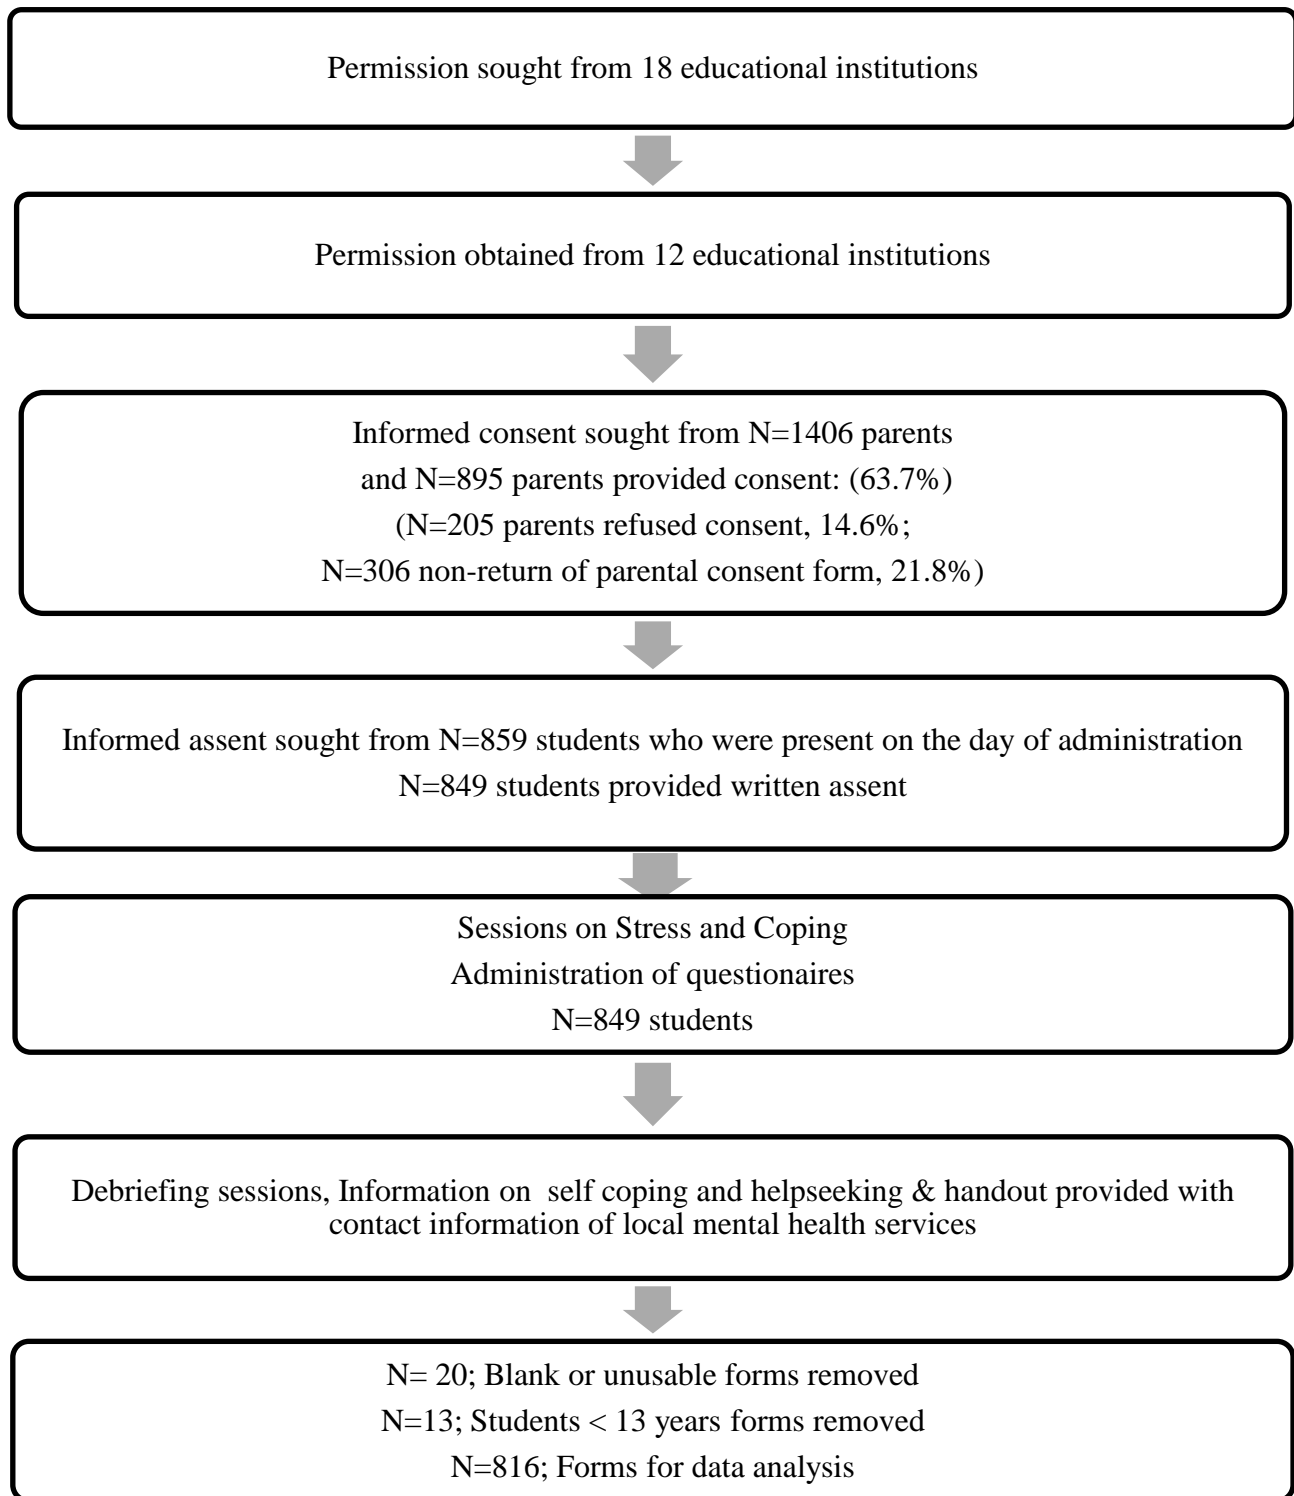 Permission sought from 18 educational institutions
Permission obtained from 12 educational institutions
Informed consent sought from N=1406 parents
and N=895 parents provided consent: (63.7%)
(N=205 parents refused consent, 14.6%;
N=306 non-return of parental consent form, 21.8%)
Informed assent sought from N=859 students who were present on the day of administration
N=849 students provided written assent
Sessions on Stress and Coping
Administration of questionaires
N=849 students
Debriefing sessions, Information on  self coping and helpseeking & handout provided with
contact information of local mental health services
N= 20; Blank or unusable forms removed
N=13; Students < 13 years forms removed
N=816; Forms for data analysis